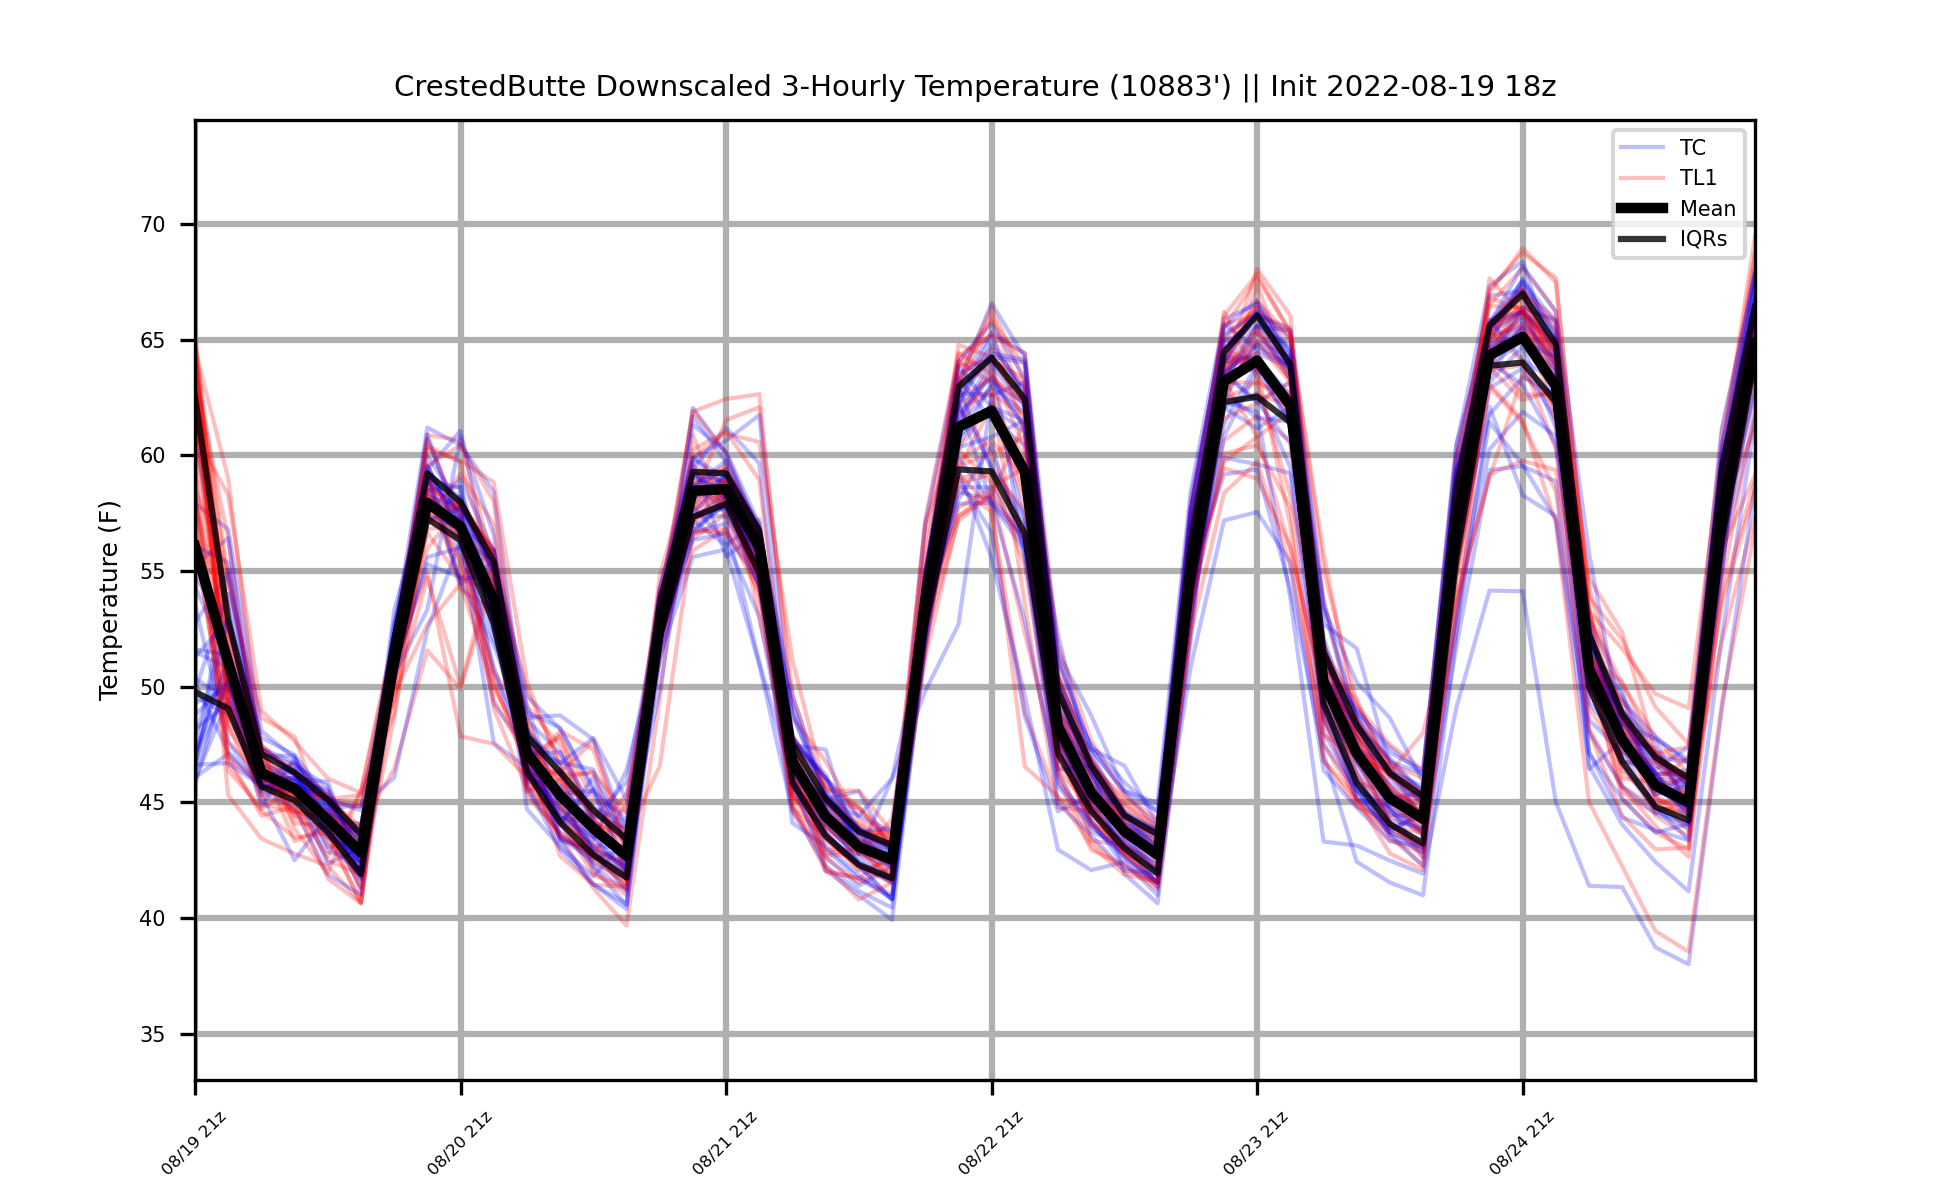 CrestedButte Downscaled 3-Hourly Temperature (10883') || Init 2022-08-19 18z
TC
TL1
Mean
IQRs
Temperature (F)
70
65
60
55
50
45
40
35
08/19 21z
08/20 21z
08/21 21z
08/22 21z
08/23 21z
08/24 21z